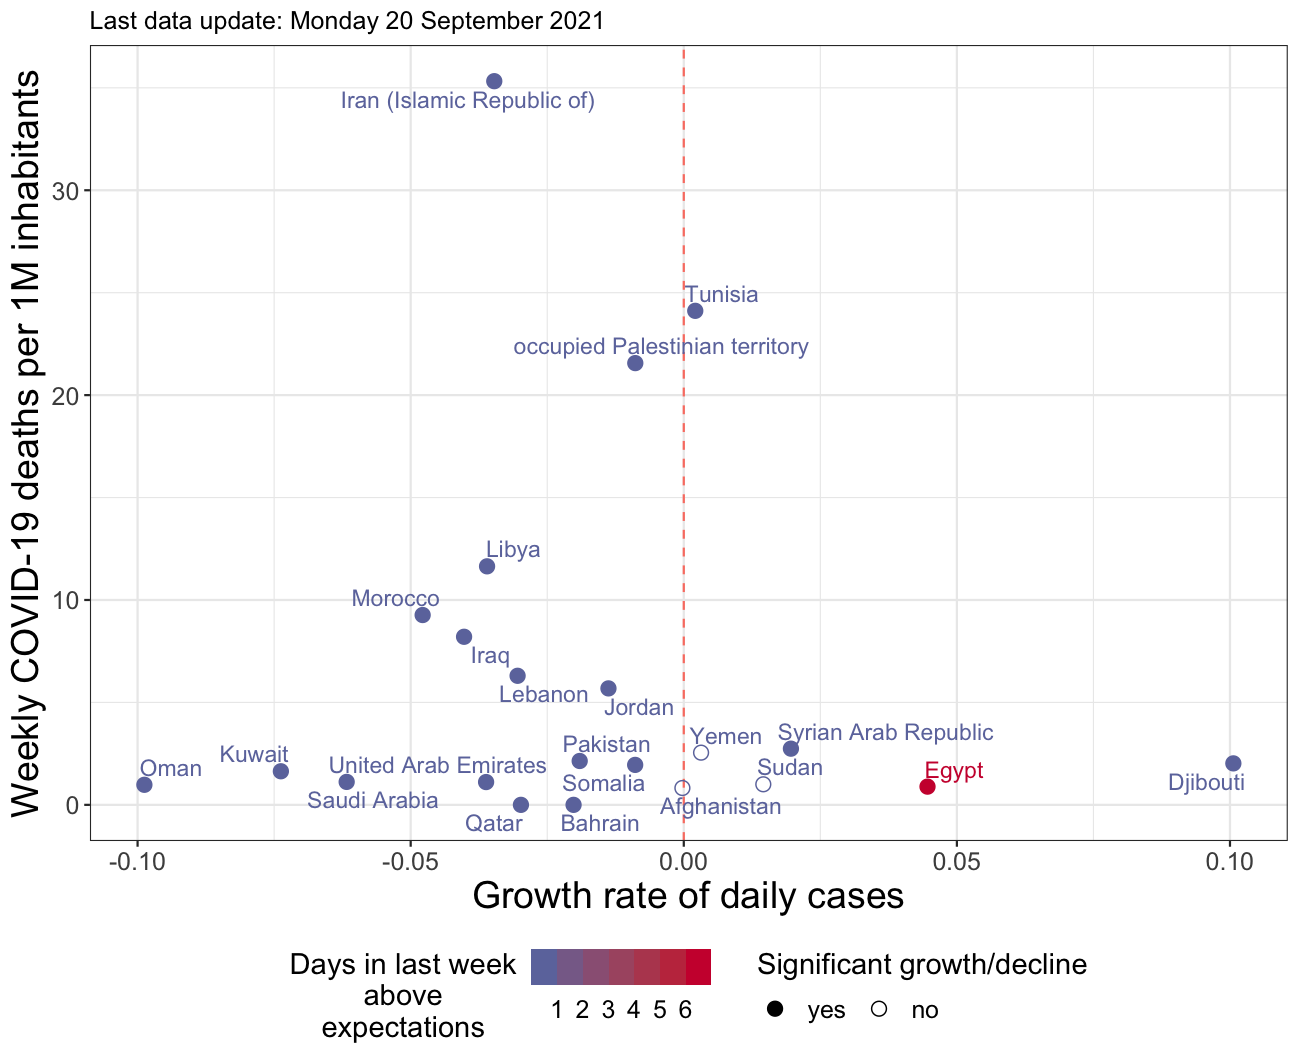 Last data update: Monday 20 September 2021
Weekly COVID-19 deaths per 1M inhabitants
30
20
10
0
Iran (Islamic Republic of)
Tunisia
occupied Palestinian territory
Libya
Morocco
Iraq
Lebanon
Jordan
Yemen
Syrian Arab Republic
Pakistan
Kuwait
Oman
United Arab Emirates
Sudan
Egypt
Somalia
Djibouti
Saudi Arabia
Afghanistan
Qatar
Bahrain
-0.10 -0.05 0.00 0.05 0.10
Growth rate of daily cases
Days in last week
above
expectations
1 2 3 4 5 6
Significant growth/decline
yes no